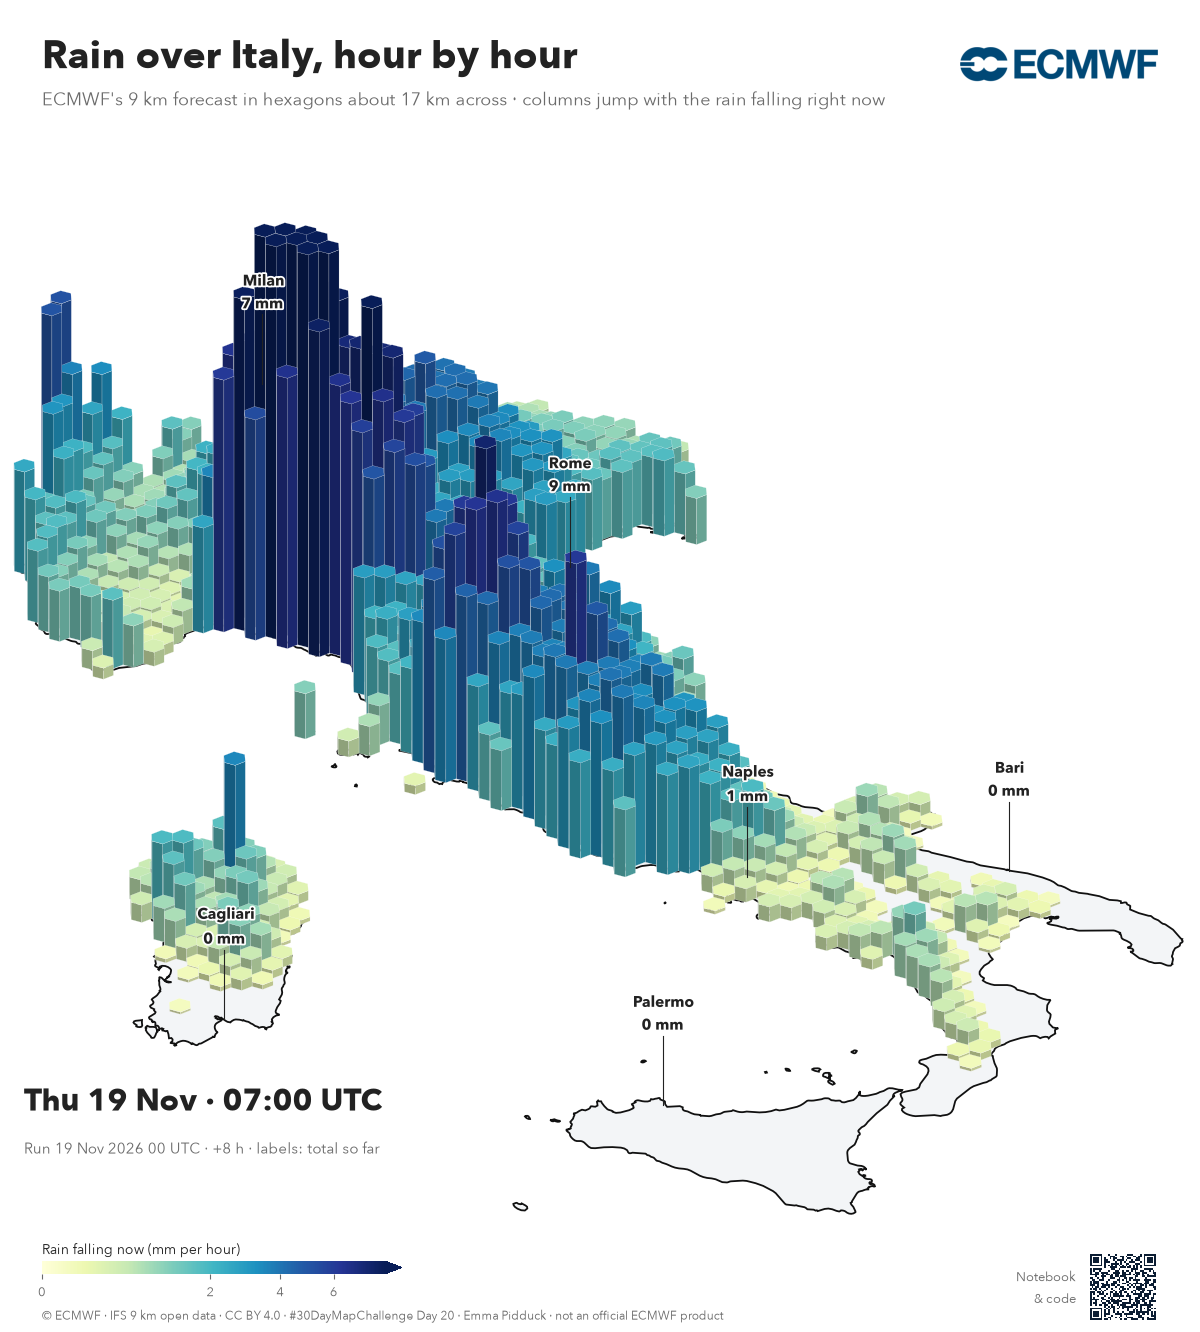 Rain over Italy, hour by hour
ECMWF
ECMWF's 9 km forecast in hexagons about 17 km across · columns jump with the rain falling right now
Milan
7 mm
Rome
9 mm
Naples
1 mm
Bari
0 mm
Cagliari
0 mm
Palermo
0 mm
Thu 19 Nov · 07:00 UTC
Run 19 Nov 2026 00 UTC · +8 h · labels: total so far
Rain falling now (mm per hour)
0 2 4 6
Notebook
& code
© ECMWF · IFS 9 km open data · CC BY 4.0 · #30DayMapChallenge Day 20 · Emma Pidduck · not an official ECMWF product